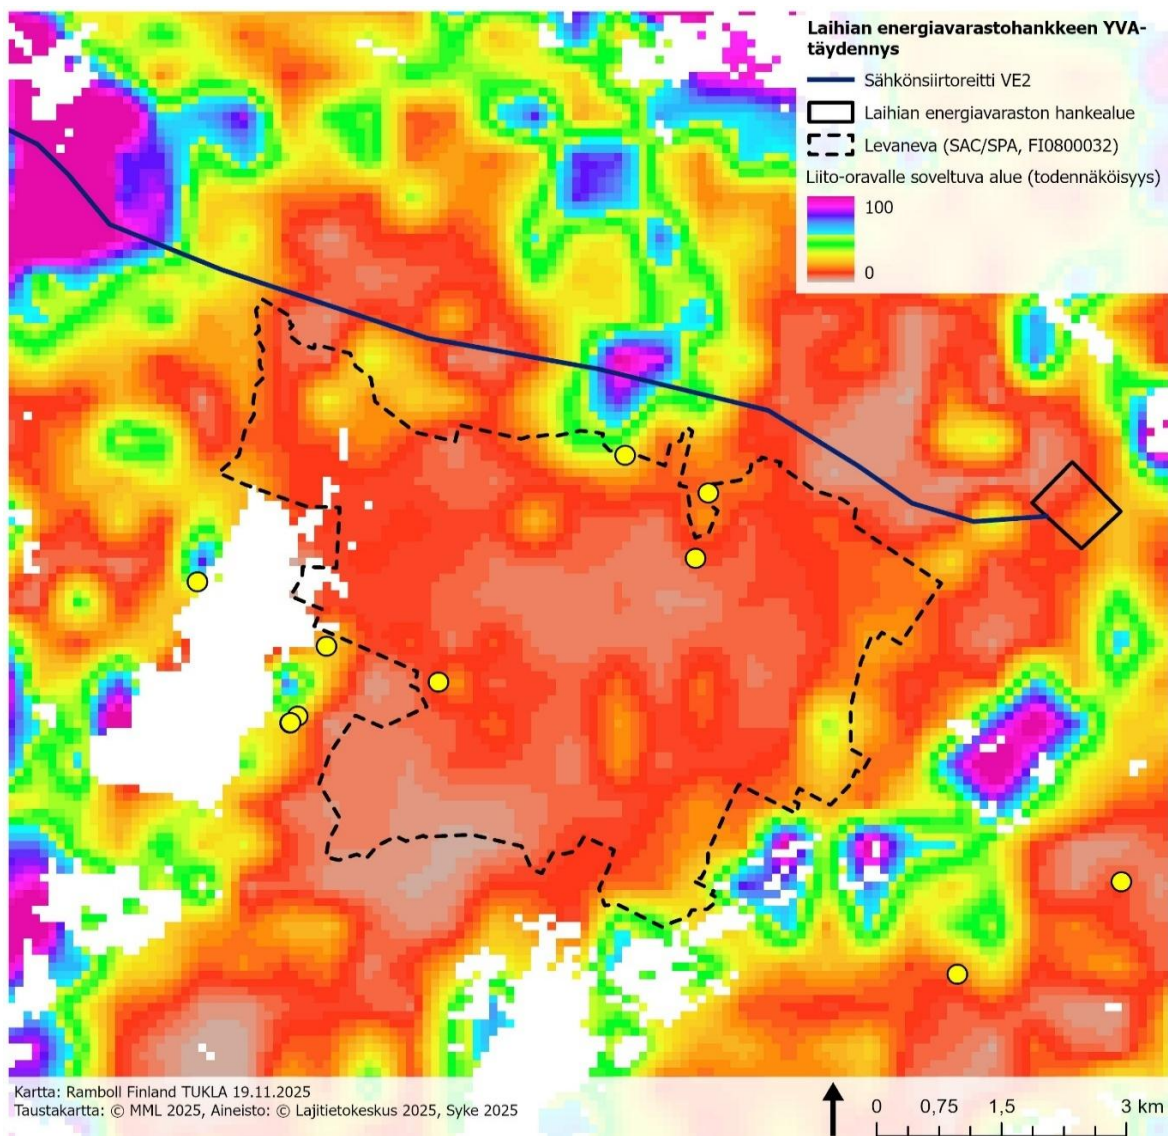 Laihian energiavarastohankkeen YVA-
täydennys
Sähkönsiirtoreitti VE2
Laihian energiavaraston hankealue
Levaneva (SAC/SPA, FI0800032)
Liito-oravalle soveltuva alue (todennäköisyys)
100
0
Kartta: Ramboll Finland TUKLA 19.11.2025
Taustakartta: © MML 2025, Aineisto: © Lajitietokeskus 2025, Syke 2025
0 0,75 1,5 3 km